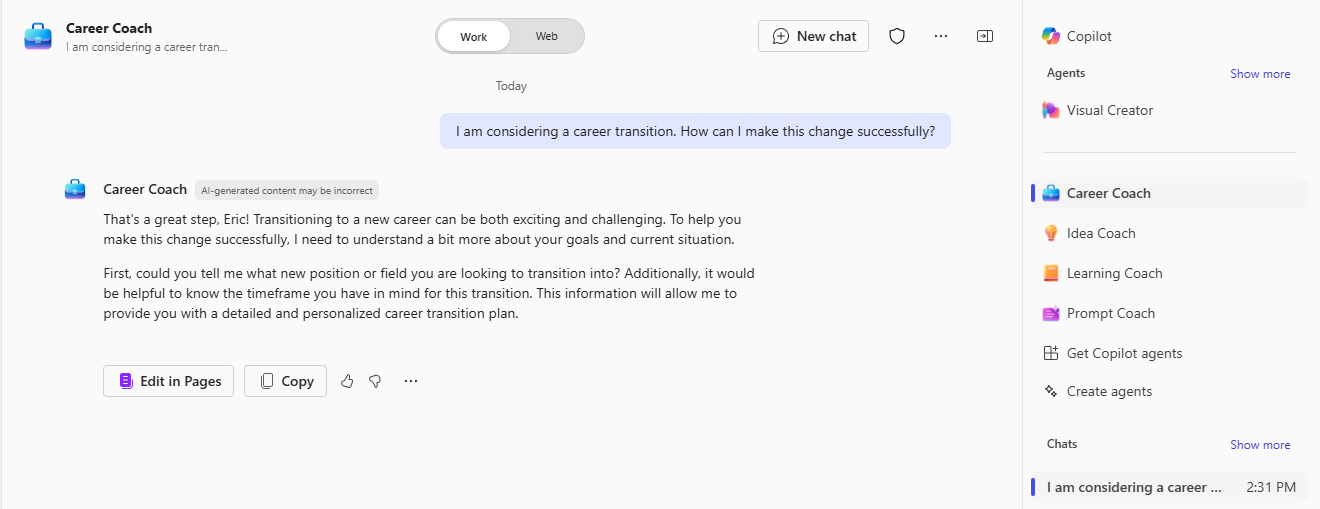 Career Coach
I am considering a career tran...
Work
Web
New chat
Today
I am considering a career transition. How can I make this change successfully?
Career Coach
AI-generated content may be incorrect
That's a great step, Eric! Transitioning to a new career can be both exciting and challenging. To help you
make this change successfully, I need to understand a bit more about your goals and current situation.
First, could you tell me what new position or field you are looking to transition into? Additionally, it would
be helpful to know the timeframe you have in mind for this transition. This information will allow me to
provide you with a detailed and personalized career transition plan.
Edit in Pages
Copy
Copilot
Agents
Show more
Visual Creator
Career Coach
Idea Coach
Learning Coach
Prompt Coach
Get Copilot agents
Create agents
Chats
Show more
I am considering a career ...
2:31 PM